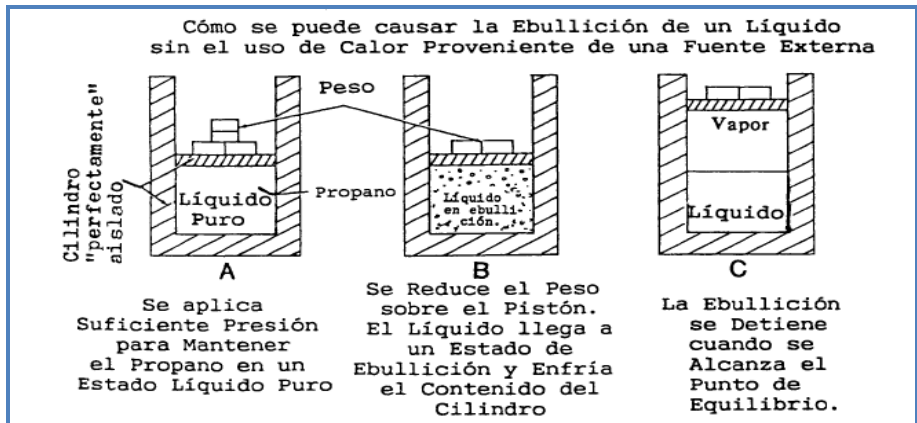 Cómo se puede causar la Ebullición de un Líquido
sin el uso de Calor Proveniente de una Fuente Externa
Cilindro
"perfectamente"
aislado
Peso
Propano
Líquido
Puro
A
Líquido
en ebulli-
ción.
B
Vapor
Líquido
C
Se aplica
Suficiente Presión
para Mantener
el Propano en un
Estado Líquido Puro
Se Reduce el Peso
sobre el Pistón.
El Líquido llega a
un Estado de
Ebullición y Enfría
el Contenido del
Cilindro
La Ebullición
se Detiene
cuando se
Alcanza el
Punto de
Equilibrio.